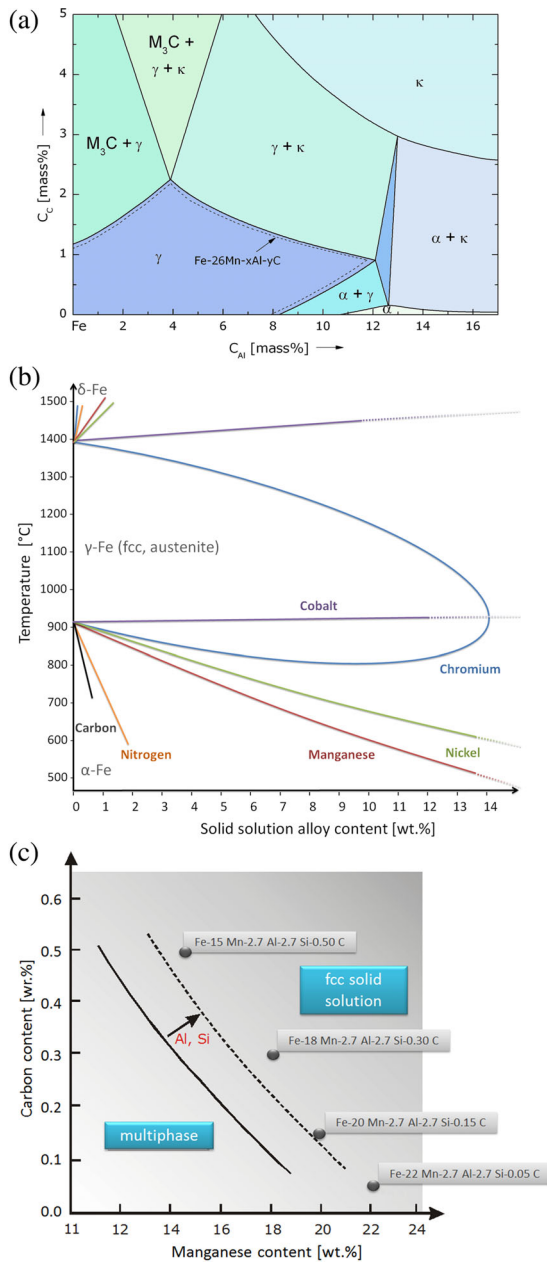 (a)
5
4
3
2
1
0
C_C [mass%]
M₃C +
γ + κ
κ
M₃C + γ
γ + κ
α + κ
γ
Fe-26Mn-xAl-yC
α + γ
α
Fe
2
4
6
8
10
12
14
16
C_Al [mass%]
(b)
1500
1400
1300
1200
1100
1000
900
800
700
600
500
Temperature [°C]
δ-Fe
γ-Fe (fcc, austenite)
Cobalt
Chromium
Carbon
Nitrogen
Manganese
Nickel
α-Fe
0 1 2 3 4 5 6 7 8 9 10 11 12 13 14 15
Solid solution alloy content [wt.%]
(c)
0.6
0.5
0.4
0.3
0.2
0.1
0.0
Carbon content [wr.%]
Fe-15 Mn-2.7 Al-2.7 Si-0.50 C
fcc solid
solution
Al, Si
Fe-18 Mn-2.7 Al-2.7 Si-0.30 C
multiphase
Fe-20 Mn-2.7 Al-2.7 Si-0.15 C
Fe-22 Mn-2.7 Al-2.7 Si-0.05 C
11
12
14
16
18
20
22
24
Manganese content [wt.%]